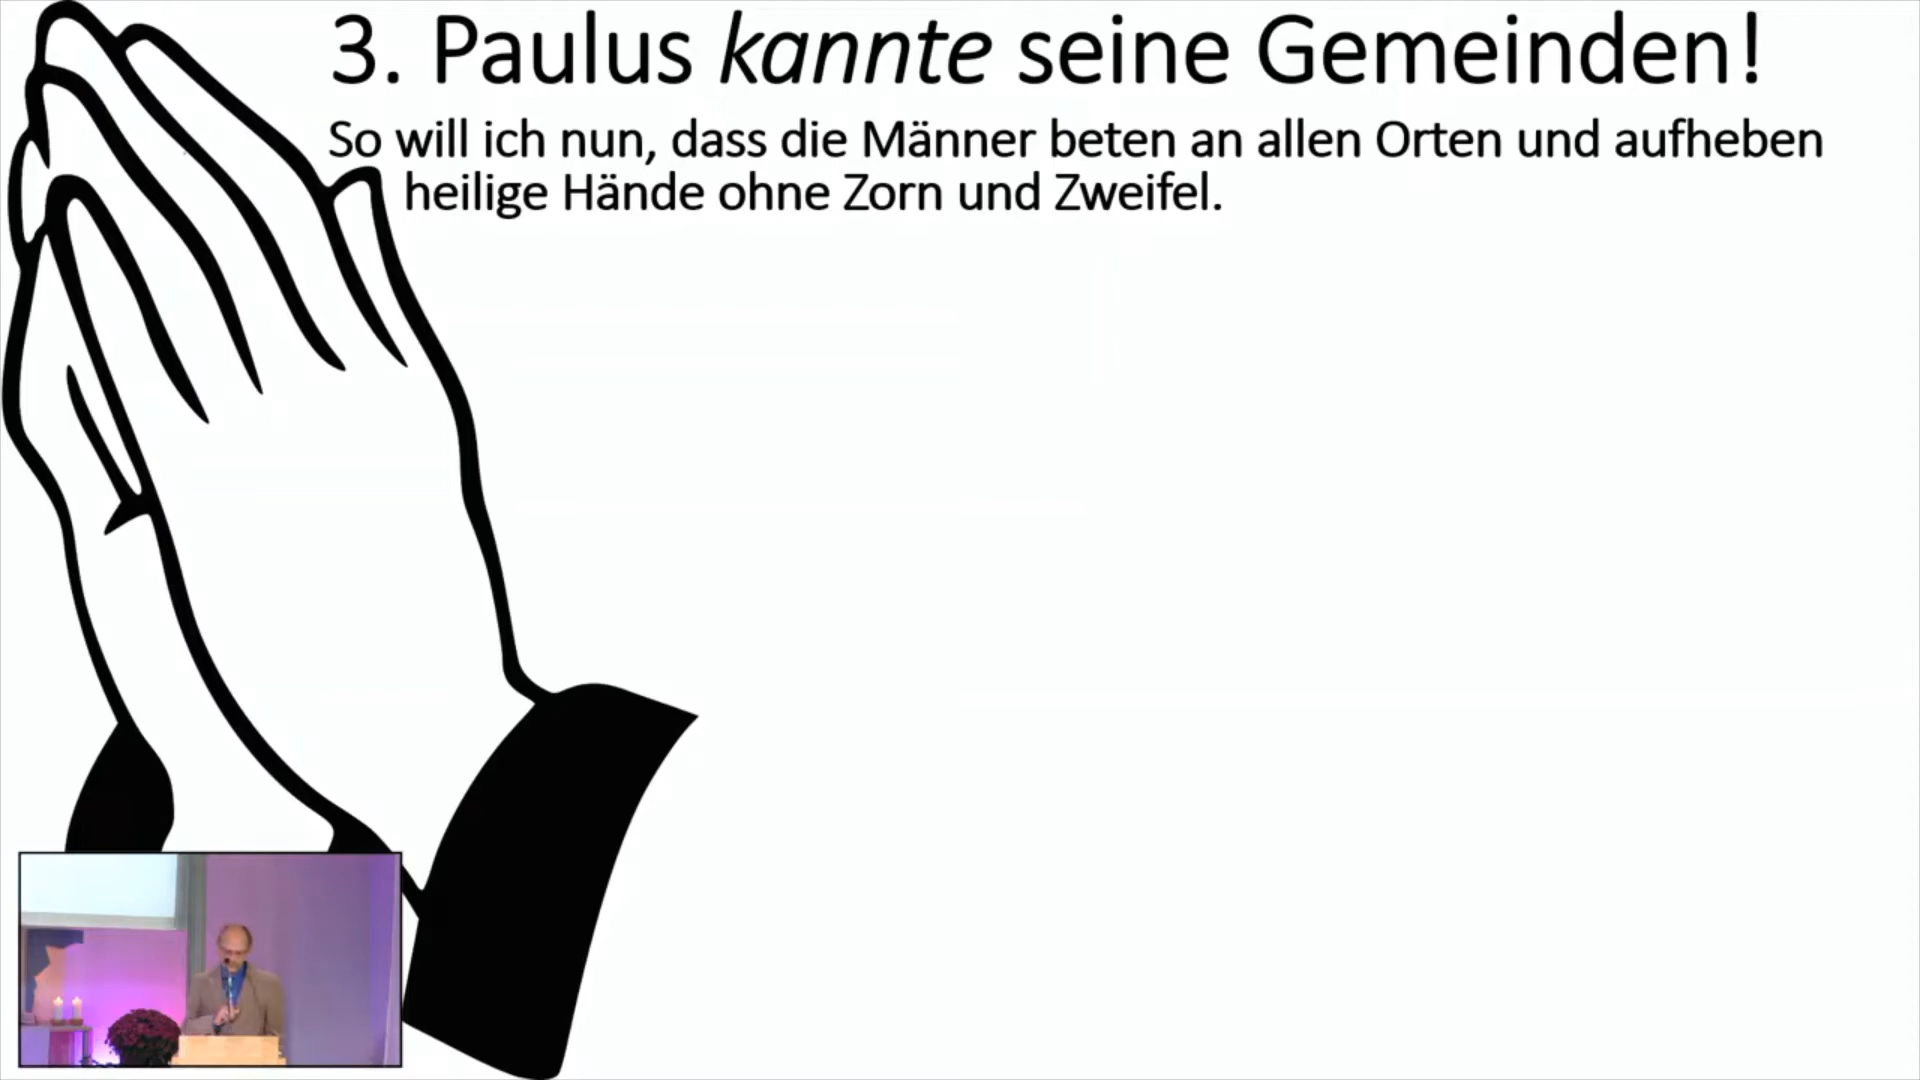 3. Paulus kannte seine Gemeinden!
So will ich nun, dass die Männer beten an allen Orten und aufheben
heilige Hände ohne Zorn und Zweifel.